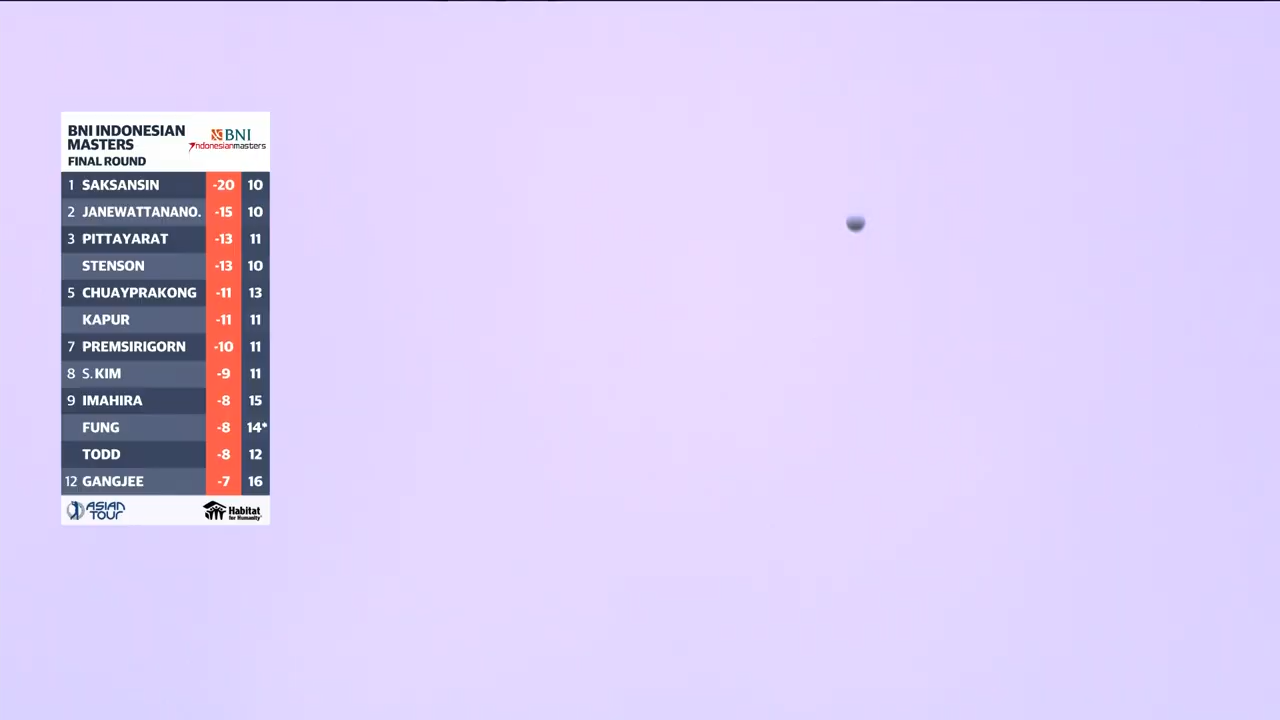 BNI INDONESIAN
MASTERS
FINAL ROUND
BNI
Indonesianmasters
1 SAKSANSIN -20 10
2 JANEWATTANANO. -15 10
3 PITTAYARAT -13 11
STENSON -13 10
5 CHUAYPRAKONG -11 13
KAPUR -11 11
7 PREMSIRIGORN -10 11
8 S.KIM -9 11
9 IMAHIRA -8 15
FUNG -8 14*
TODD -8 12
12 GANGJEE -7 16
ASIAN
TOUR
Habitat
for Humanity